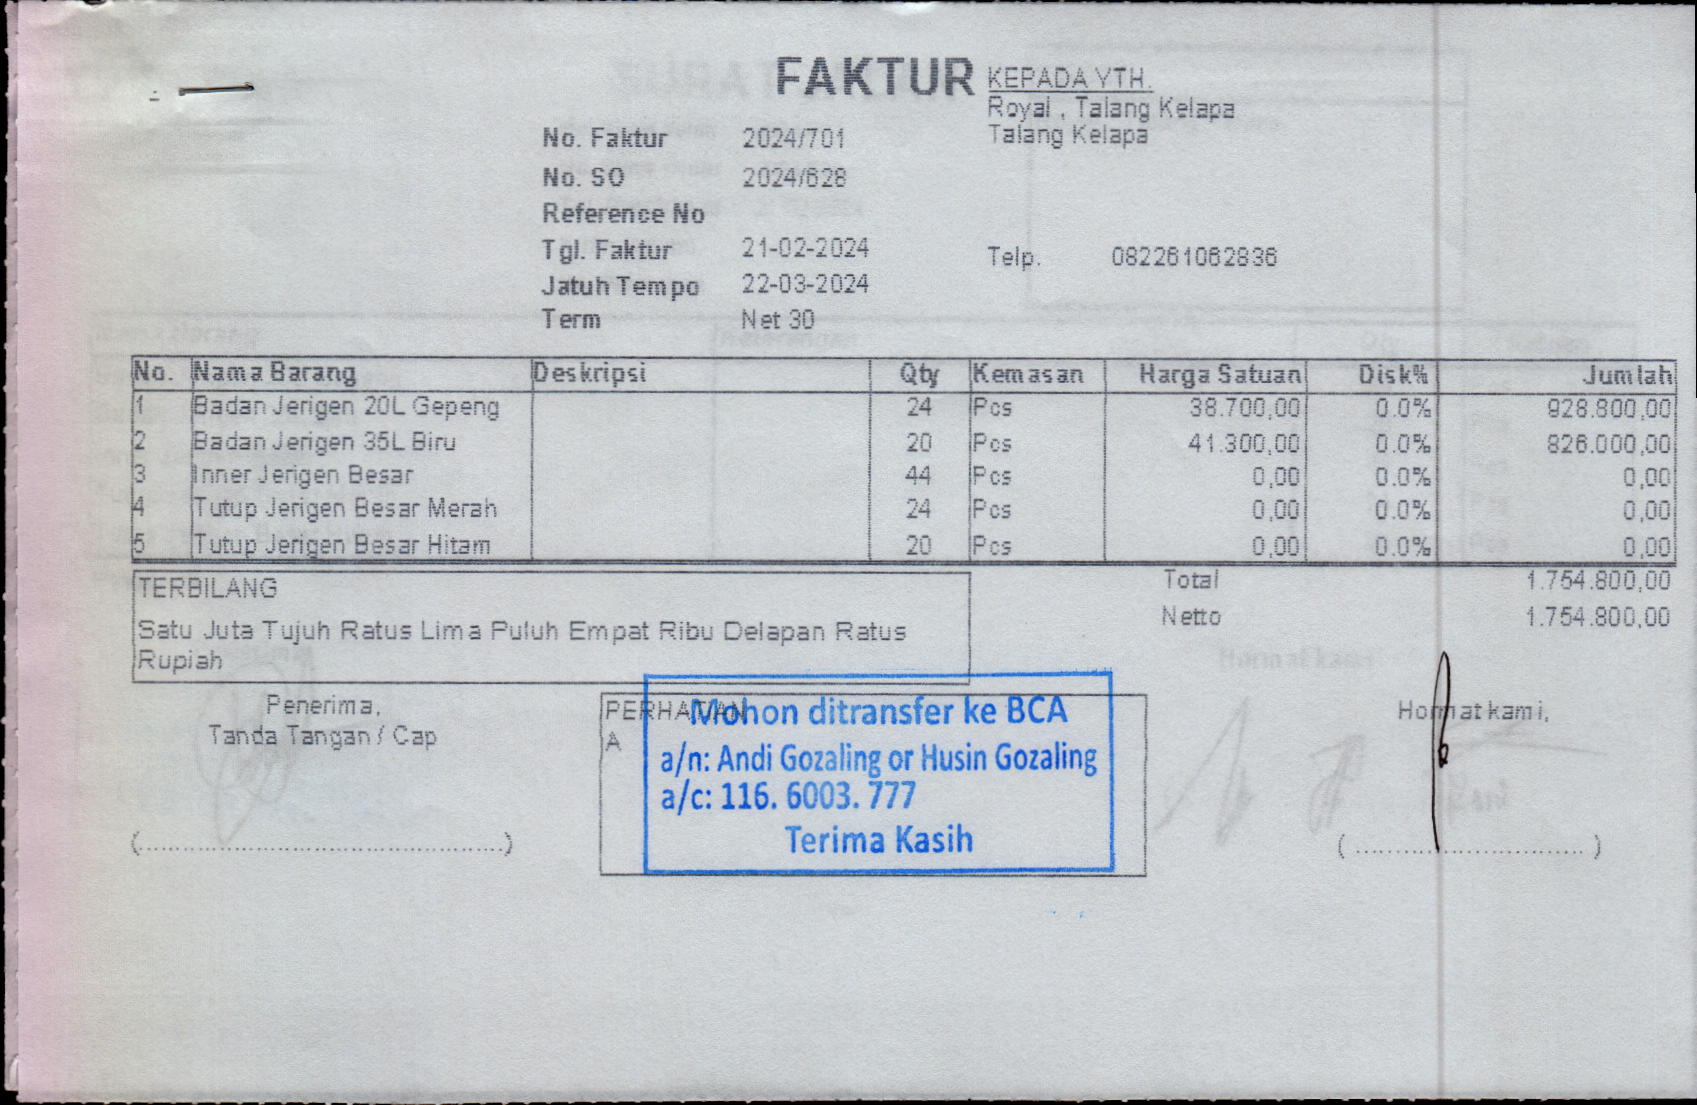 FAKTUR
KEPADA YTH.
Royal , Talang Kelapa
Talang Kelapa
No. Faktur 2024/701
No. SO 2024/628
Reference No
Tgl. Faktur 21-02-2024
Telp. 082261062836
Jatuh Tempo 22-03-2024
Term Net 30
No. Nama Barang Deskripsi Qty Kemasan Harga Satuan Disk% Jumlah
1 Badan Jerigen 20L Gepeng 24 Pcs 38.700,00 0.0% 928.800,00
2 Badan Jerigen 35L Biru 20 Pcs 41.300,00 0.0% 826.000,00
3 Inner Jerigen Besar 44 Pcs 0,00 0.0% 0,00
4 Tutup Jerigen Besar Merah 24 Pcs 0,00 0.0% 0,00
5 Tutup Jerigen Besar Hitam 20 Pcs 0,00 0.0% 0,00
TERBILANG
Satu Juta Tujuh Ratus Lima Puluh Empat Ribu Delapan Ratus
Rupiah
Total 1.754.800,00
Netto 1.754.800,00
Penerima,
Tanda Tangan / Cap
(................................................)
PERHATIAN
A
Mohon ditransfer ke BCA
a/n: Andi Gozaling or Husin Gozaling
a/c: 116. 6003. 777
Terima Kasih
Hormat kami,
(................................)